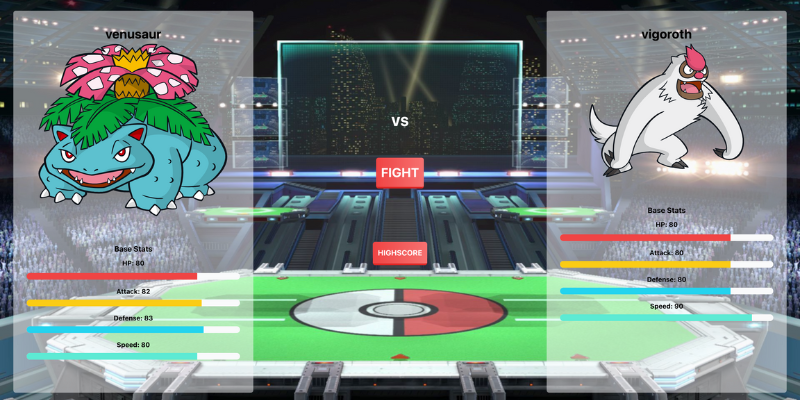 venusaur
Base Stats
HP: 80
Attack: 82
Defense: 83
Speed: 80
vs
FIGHT
HIGHSCORE
vigoroth
Base Stats
HP: 80
Attack: 80
Defense: 80
Speed: 90